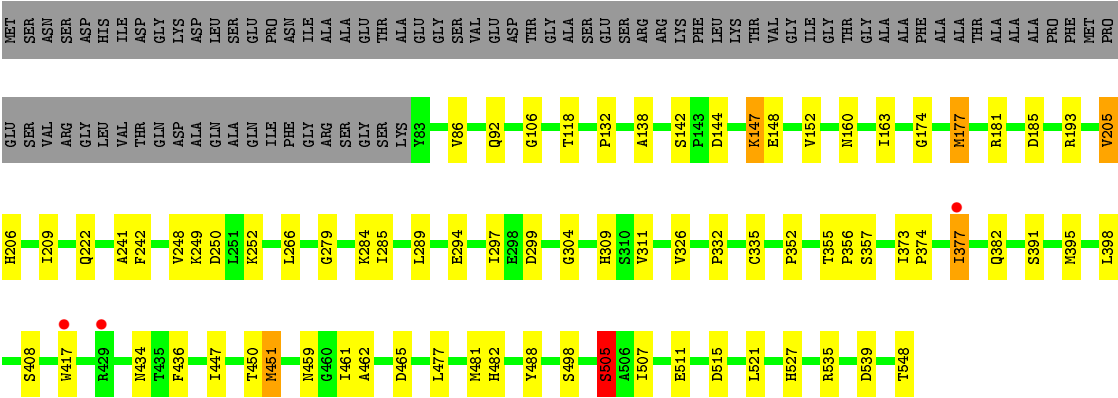 MET SER ASN SER ASP HIS ILE ASP GLY LYS ASP LEU SER GLU PRO ASN ILE ALA ALA GLU THR ALA GLU GLY SER VAL GLU ASP THR GLY ALA SER GLU SER ARG ARG LYS LYS THR VAL GLY ILE GLY THR GLY ALA ALA PHE ALA ALA THR ALA ALA ALA PRO PHE MET PRO
GLU SER VAL ARG GLY LEU VAL THR GLN ASP ALA GLN ALA GLN ILE PHE GLY ARG SER GLY SER LYS Y83 V86 Q92 G106 T118 P132 A138 S142 P143 D144 K147 E148 V152 N160 I163 G174 M177 R181 D185 R193 V205
H206 I209 Q222 A241 F242 V248 K249 D250 L251 K252 L266 G279 K284 I285 L289 E294 I297 E298 D299 G304 H309 S310 V311 V326 P332 C335 P352 T355 P356 S357 I373 P374 I377 Q382 S391 M395 L398
S408 W417 R429 N434 T435 F436 I447 T450 M451 N459 G460 I461 A462 D465 L477 M481 H482 Y488 S498 S505 A506 I507 E511 D515 L521 H527 R535 D539 T548